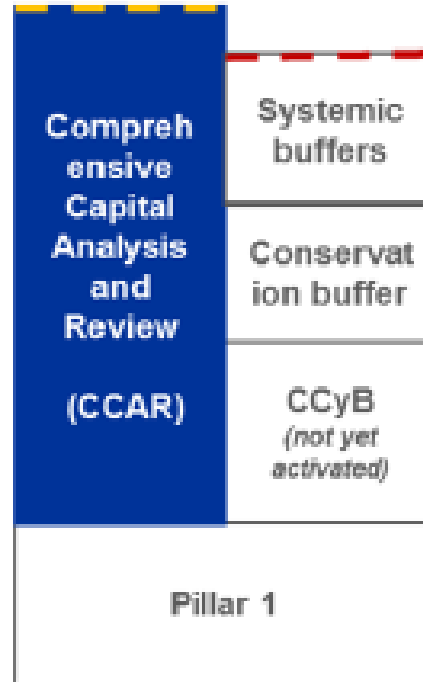 Compreh
ensive
Capital
Analysis
and
Review
(CCAR)
Systemic
buffers
Conservat
ion buffer
CCyB
(not yet
activated)
Pillar 1